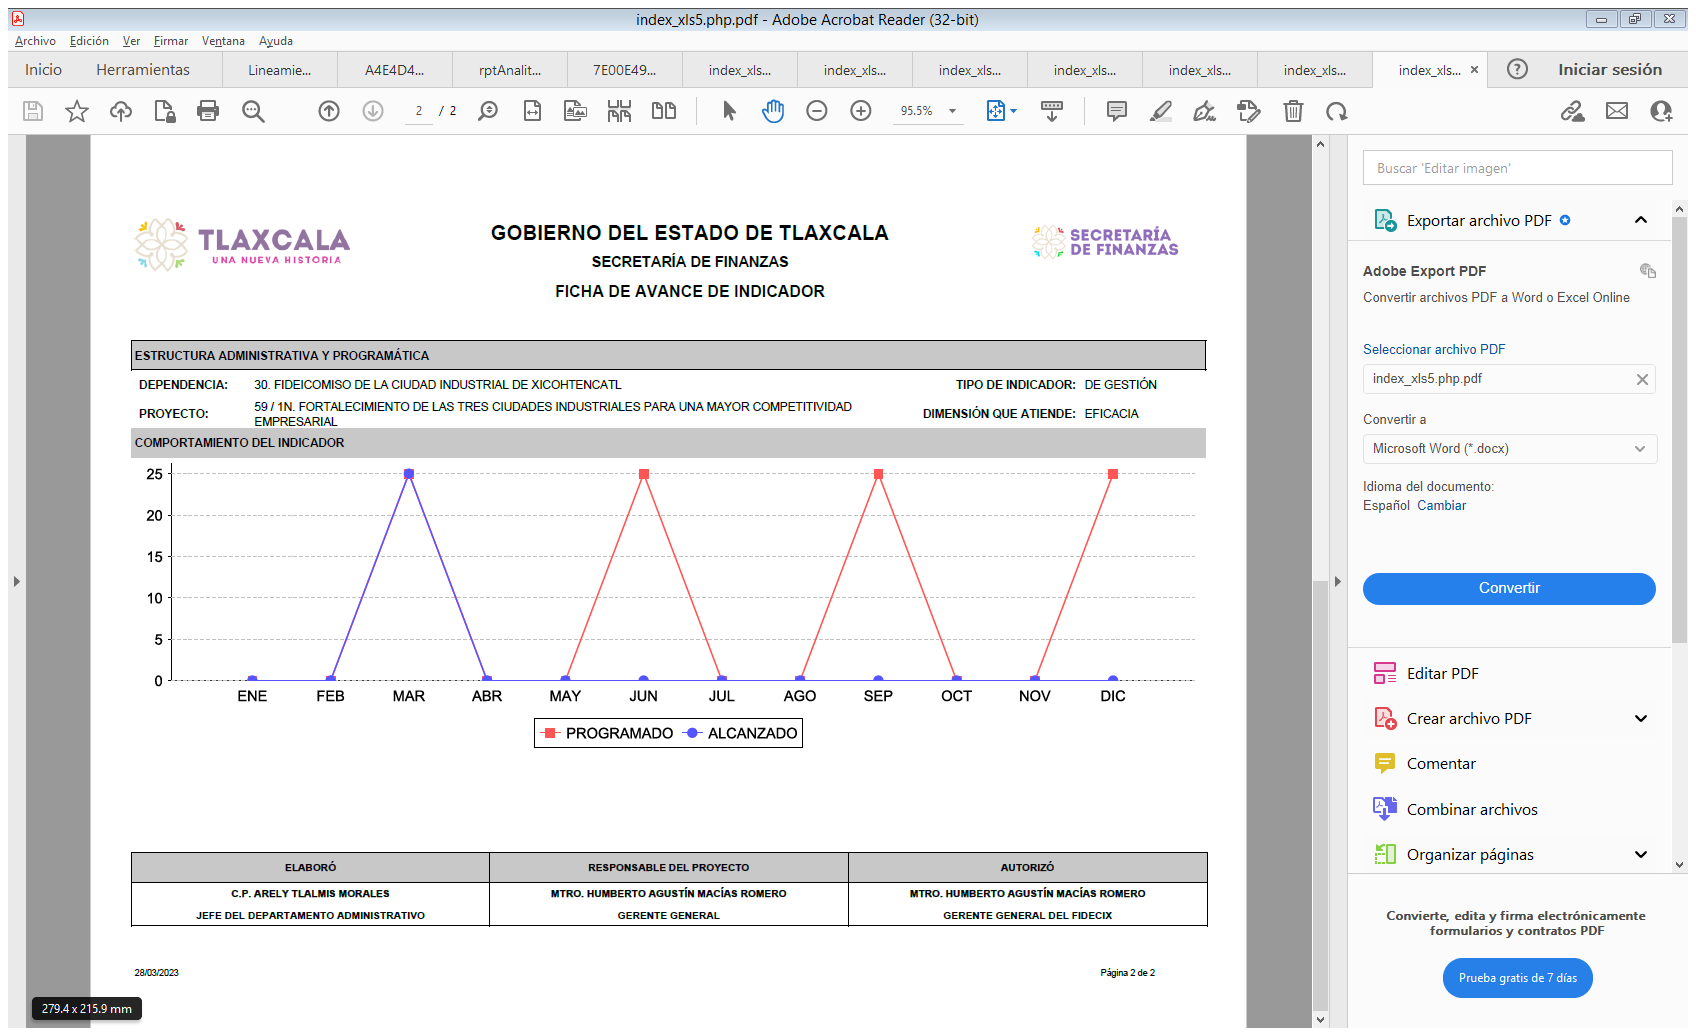 index_xls5.php.pdf - Adobe Acrobat Reader (32-bit)
Archivo Edición Ver Firmar Ventana Ayuda
Inicio Herramientas Lineamie... A4E4D4... rptAnalit... 7E00E49... index_xls... index_xls... index_xls... index_xls... index_xls... index_xls... index_xls... × ? Iniciar sesión
2 / 2 95.5%
Buscar 'Editar imagen'
Exportar archivo PDF
Adobe Export PDF
Convertir archivos PDF a Word o Excel Online
Seleccionar archivo PDF
index_xls5.php.pdf
Convertir a
Microsoft Word (*.docx)
Idioma del documento:
Español Cambiar
Convertir
Editar PDF
Crear archivo PDF
Comentar
Combinar archivos
Organizar páginas
Convierte, edita y firma electrónicamente
formularios y contratos PDF
Prueba gratis de 7 días
TLAXCALA
UNA NUEVA HISTORIA
GOBIERNO DEL ESTADO DE TLAXCALA
SECRETARÍA DE FINANZAS
FICHA DE AVANCE DE INDICADOR
SECRETARÍA
DE FINANZAS
ESTRUCTURA ADMINISTRATIVA Y PROGRAMÁTICA
DEPENDENCIA: 30. FIDEICOMISO DE LA CIUDAD INDUSTRIAL DE XICOHTENCATL TIPO DE INDICADOR: DE GESTIÓN
PROYECTO: 59 / 1N. FORTALECIMIENTO DE LAS TRES CIUDADES INDUSTRIALES PARA UNA MAYOR COMPETITIVIDAD
EMPRESARIAL
DIMENSIÓN QUE ATIENDE: EFICACIA
COMPORTAMIENTO DEL INDICADOR
25
20
15
10
5
0
ENE FEB MAR ABR MAY JUN JUL AGO SEP OCT NOV DIC
PROGRAMADO ALCANZADO
ELABORÓ RESPONSABLE DEL PROYECTO AUTORIZÓ
C.P. ARELY TLALMIS MORALES MTRO. HUMBERTO AGUSTÍN MACÍAS ROMERO MTRO. HUMBERTO AGUSTÍN MACÍAS ROMERO
JEFE DEL DEPARTAMENTO ADMINISTRATIVO GERENTE GENERAL GERENTE GENERAL DEL FIDECIX
28/03/2023 Página 2 de 2
279.4 x 215.9 mm